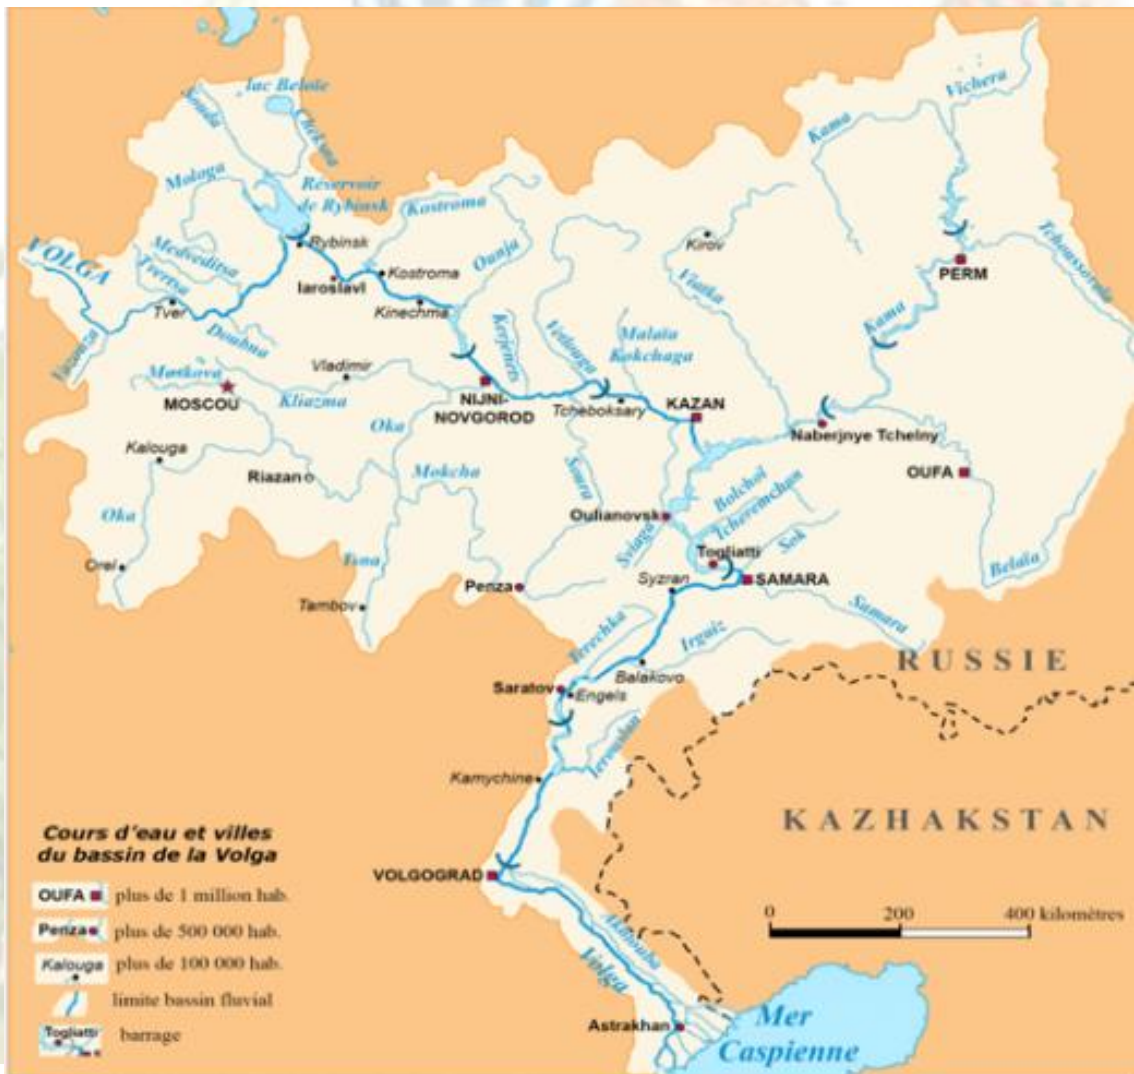 lac Beloïe
Souda
Cheksna
Vichera
Kama
Mologa
Réservoir
de Rybinsk
Kostroma
VOLGA
Rybinsk
Kirov
Tchoussovaïa
Medveditsa
Tvertsa
Ounja
PERM
Kostroma
Iaroslavl
Viatka
Tver
Kinechma
Kama
Doubna
Kerjenets
Vetlouga
Malaïa
Kokchaga
Vladimir
Moskova
MOSCOU
Kliazma
NIJNI-
NOVGOROD
Tcheboksary
KAZAN
Oka
Naberjnye Tchelny
Kalouga
Mokcha
OUFA
Riazan
Soura
Bolchoï
Tcheremchan
Oka
Oulianovsk
Sviaga
Sok
Togliatti
Orel
Tsna
Penza
Syzran
SAMARA
Belaïa
Tambov
Samara
Terechka
Irguiz
RUSSIE
Balakovo
Saratov
Engels
Ierouslan
Kamychine
KAZHAKSTAN
Cours d'eau et villes
du bassin de la Volga
VOLGOGRAD
OUFA plus de 1 million hab.
0 200 400 kilomètres
Penza plus de 500 000 hab.
Akhtouba
Volga
Kalouga plus de 100 000 hab.
limite bassin fluvial
Togliatti barrage
Astrakhan
Mer
Caspienne